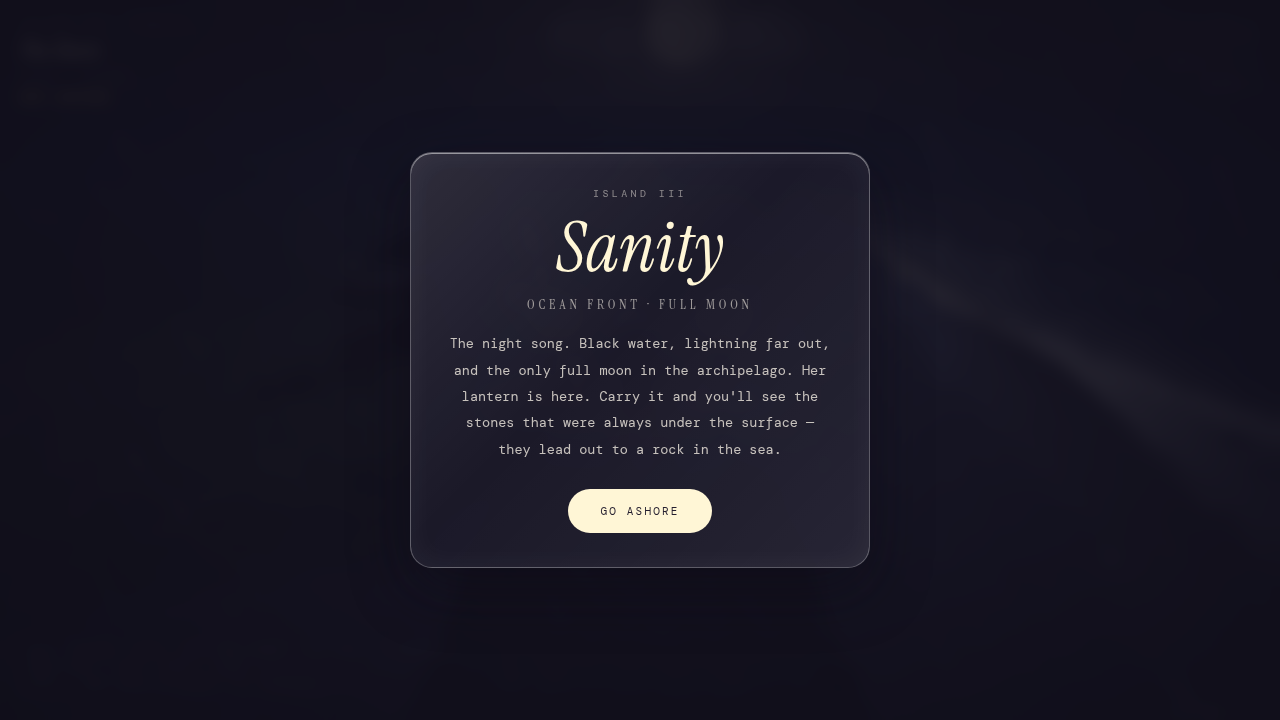 ISLAND III
Sanity
OCEAN FRONT · FULL MOON
The night song. Black water, lightning far out,
and the only full moon in the archipelago. Her
lantern is here. Carry it and you'll see the
stones that were always under the surface —
they lead out to a rock in the sea.
GO ASHORE